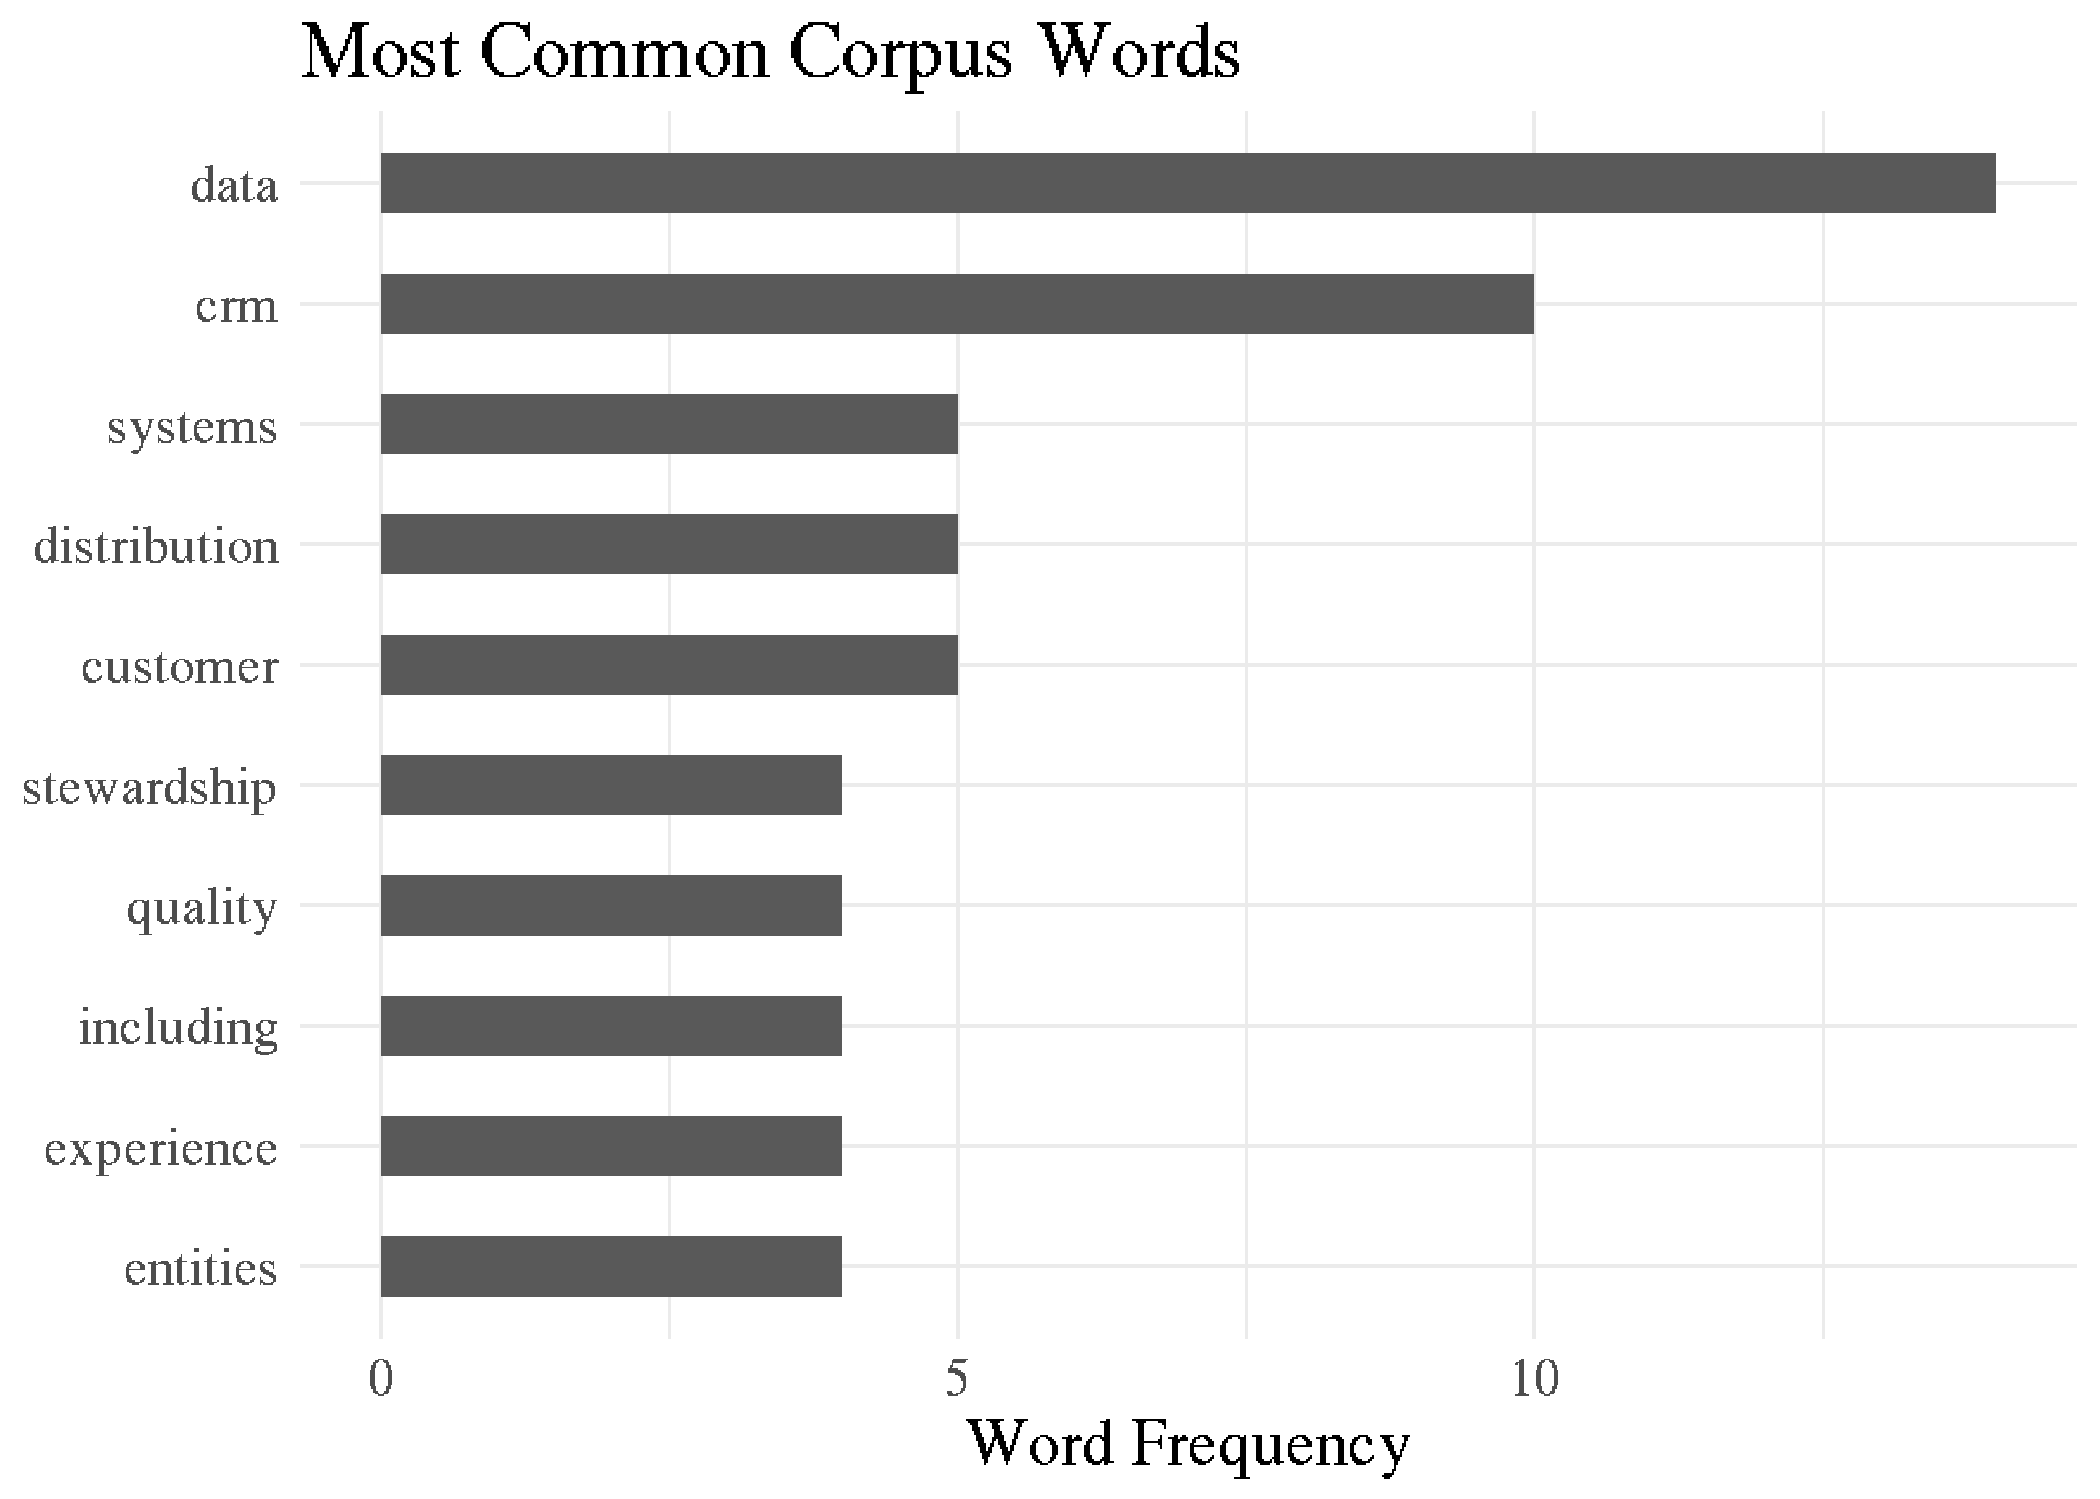 Most Common Corpus Words
data
crm
systems
distribution
customer
stewardship
quality
including
experience
entities
0 5 10
Word Frequency